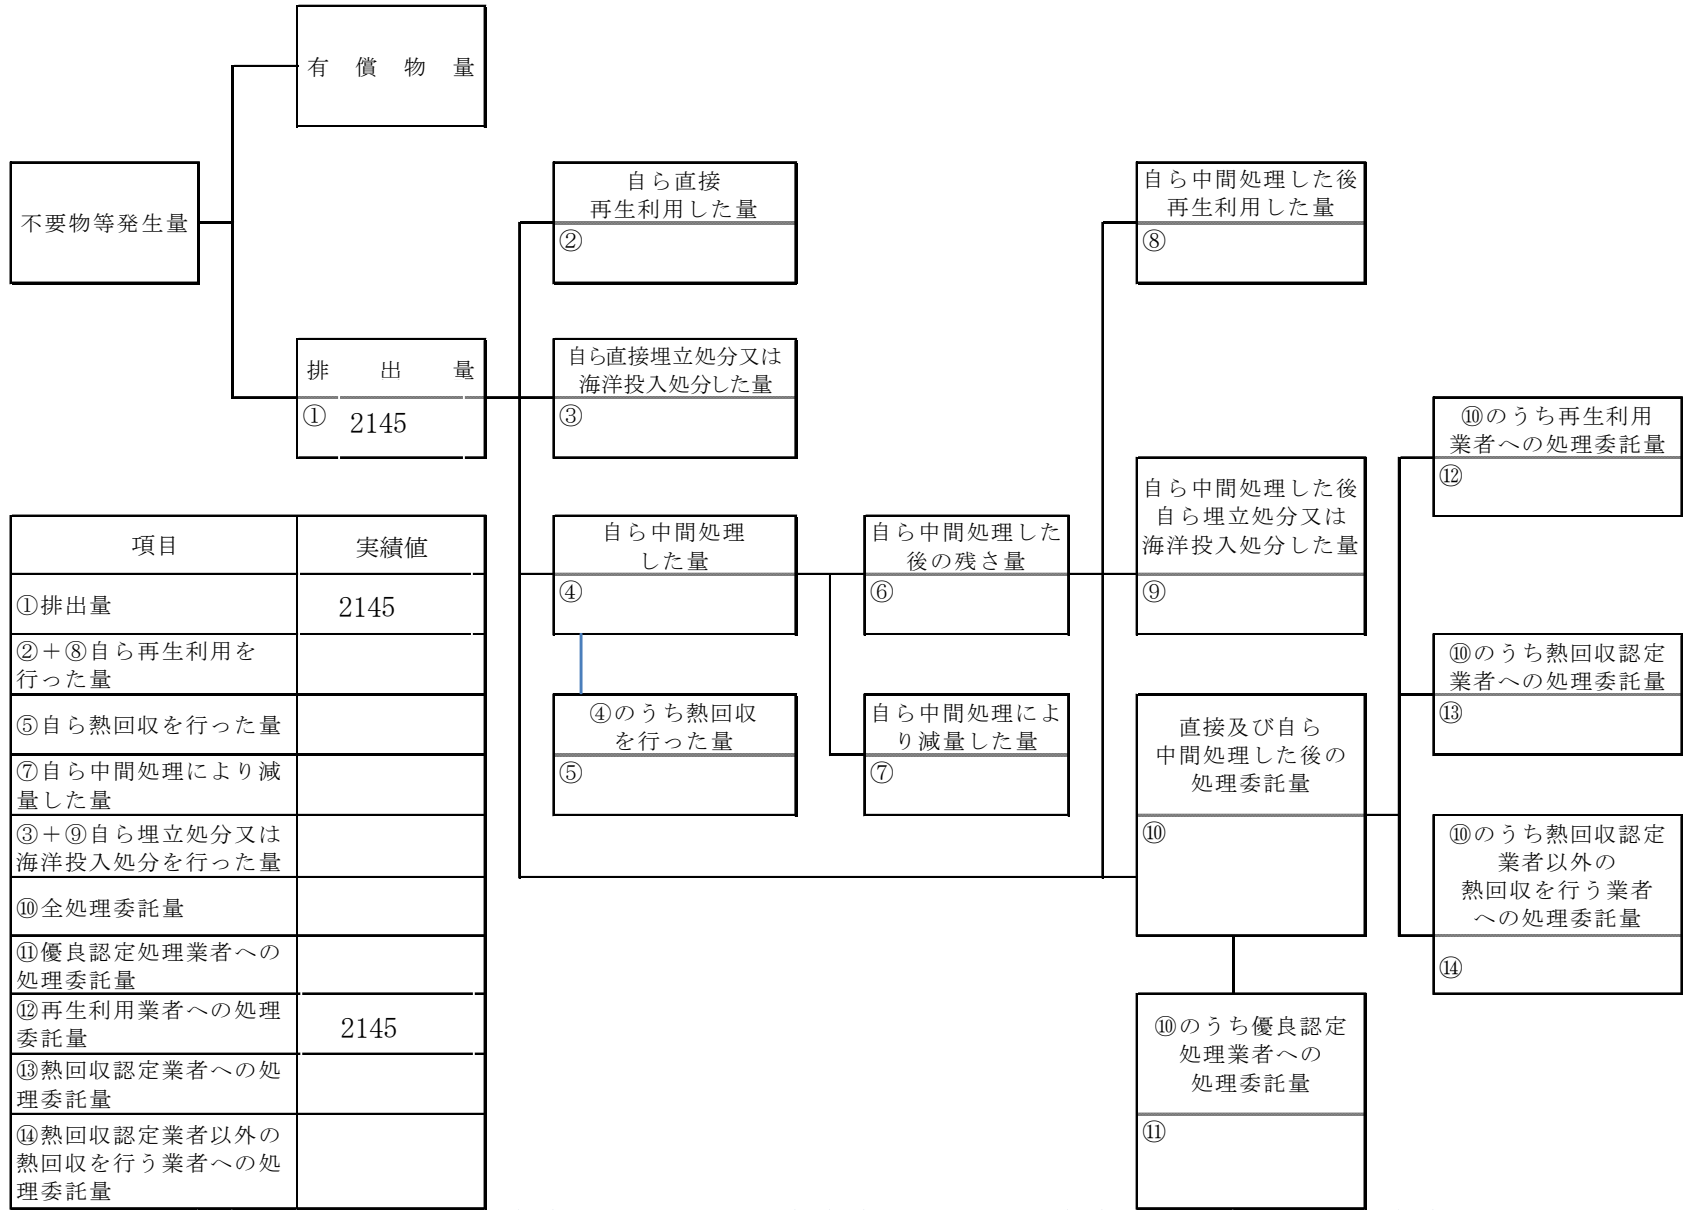 有償物量
不要物等発生量
排出量
① 2145
自ら直接
再生利用した量
②
自ら直接埋立処分又は
海洋投入処分した量
③
自ら中間処理
した量
④
④のうち熱回収
を行った量
⑤
自ら中間処理した
後の残さ量
⑥
自ら中間処理によ
り減量した量
⑦
自ら中間処理した後
再生利用した量
⑧
自ら中間処理した後
自ら埋立処分又は
海洋投入処分した量
⑨
直接及び自ら
中間処理した後の
処理委託量
⑩
⑩のうち優良認定
処理業者への
処理委託量
⑪
⑩のうち再生利用
業者への処理委託量
⑫
⑩のうち熱回収認定
業者への処理委託量
⑬
⑩のうち熱回収認定
業者以外の
熱回収を行う業者
への処理委託量
⑭
項目 実績値
①排出量 2145
②+⑧自ら再生利用を
行った量
⑤自ら熱回収を行った量
⑦自ら中間処理により減
量した量
③+⑨自ら埋立処分又は
海洋投入処分を行った量
⑩全処理委託量
⑪優良認定処理業者への
処理委託量
⑫再生利用業者への処理
委託量 2145
⑬熱回収認定業者への処
理委託量
⑭熱回収認定業者以外の
熱回収を行う業者への処
理委託量